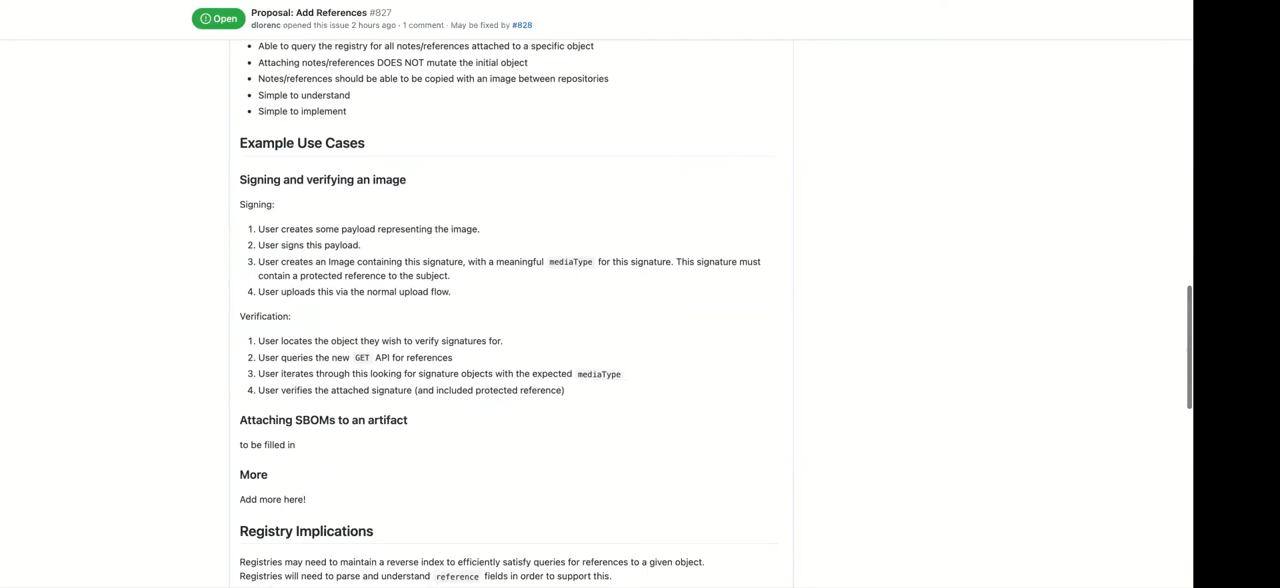 Open
Proposal: Add References #827
dlorenc opened this issue 2 hours ago · 1 comment · May be fixed by #828
• Able to query the registry for all notes/references attached to a specific object
• Attaching notes/references DOES NOT mutate the initial object
• Notes/references should be able to be copied with an image between repositories
• Simple to understand
• Simple to implement
Example Use Cases
Signing and verifying an image
Signing:
1. User creates some payload representing the image.
2. User signs this payload.
3. User creates an Image containing this signature, with a meaningful mediaType for this signature. This signature must
contain a protected reference to the subject.
4. User uploads this via the normal upload flow.
Verification:
1. User locates the object they wish to verify signatures for.
2. User queries the new GET API for references
3. User iterates through this looking for signature objects with the expected mediaType
4. User verifies the attached signature (and included protected reference)
Attaching SBOMs to an artifact
to be filled in
More
Add more here!
Registry Implications
Registries may need to maintain a reverse index to efficiently satisfy queries for references to a given object.
Registries will need to parse and understand reference fields in order to support this.